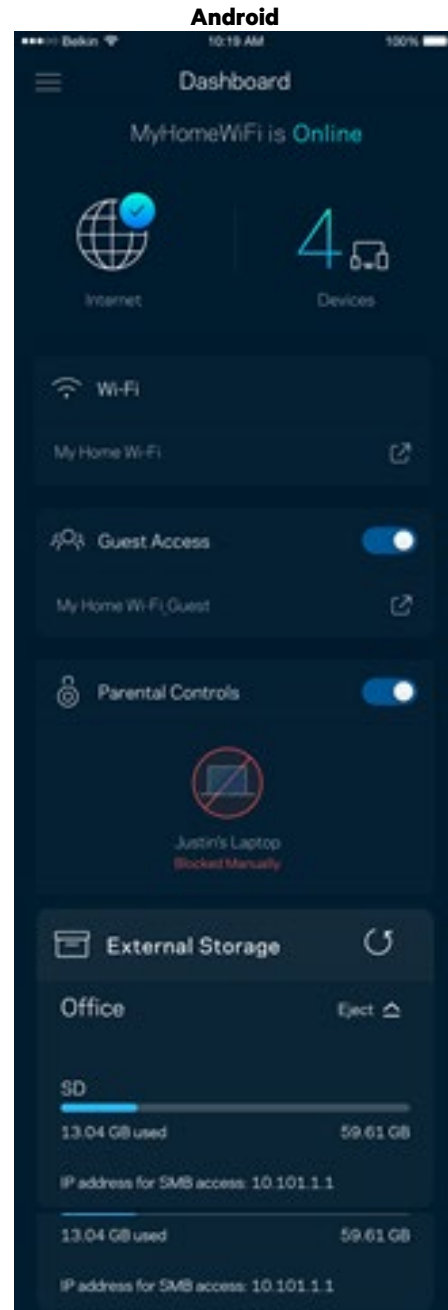 Android
Belkin 10:19 AM 100%
Dashboard
MyHomeWiFi is Online
4
Internet Devices
Wi-Fi
My Home Wi-Fi
Guest Access
My Home Wi-Fi_Guest
Parental Controls
Justin's Laptop
Blocked Manually
External Storage
Office Eject
SD
13.04 GB used 59.61 GB
IP address for SMB access: 10.101.1.1
13.04 GB used 59.61 GB
IP address for SMB access: 10.101.1.1